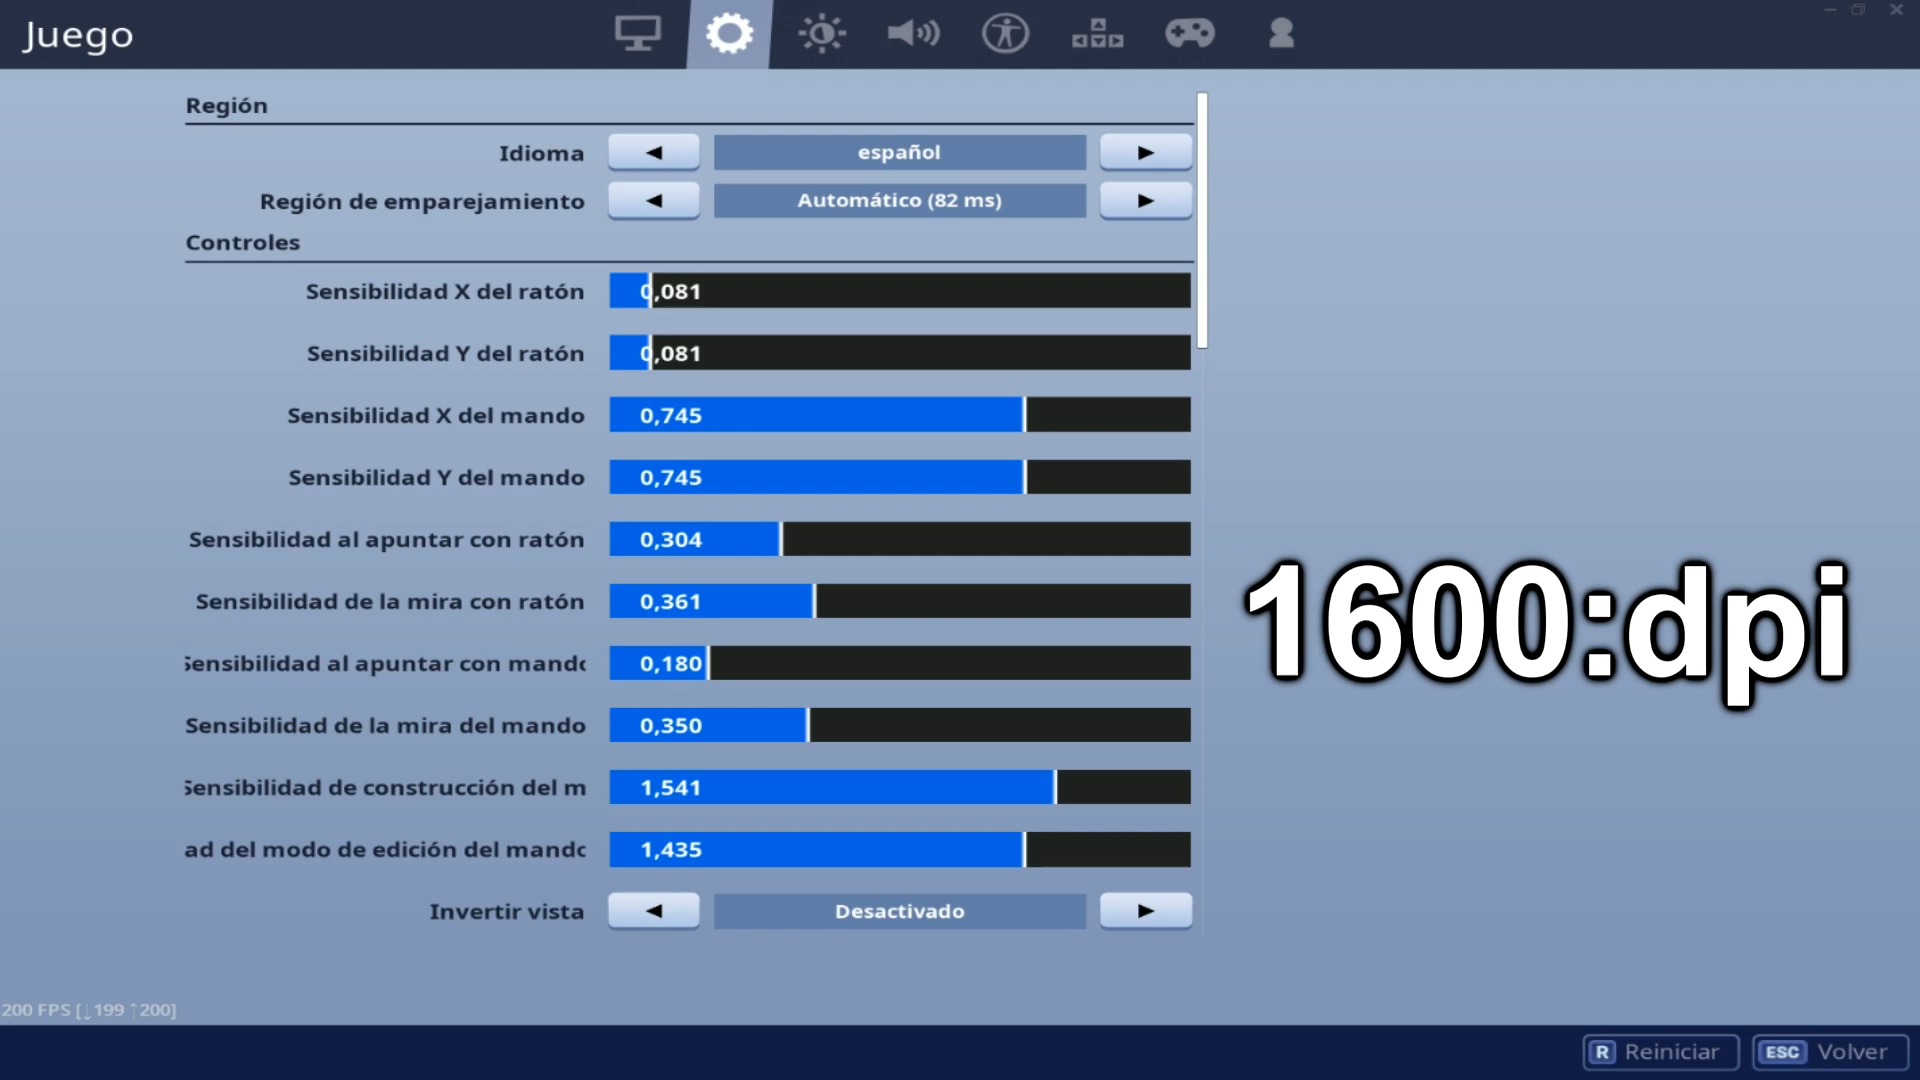 Juego
Región
Idioma español
Región de emparejamiento Automático (82 ms)
Controles
Sensibilidad X del ratón 0,081
Sensibilidad Y del ratón 0,081
Sensibilidad X del mando 0,745
Sensibilidad Y del mando 0,745
Sensibilidad al apuntar con ratón 0,304
Sensibilidad de la mira con ratón 0,361
Sensibilidad al apuntar con mando 0,180
Sensibilidad de la mira del mando 0,350
Sensibilidad de construcción del m 1,541
ad del modo de edición del mando 1,435
Invertir vista Desactivado
1600:dpi
200 FPS [↓199 ↑200]
R Reiniciar ESC Volver